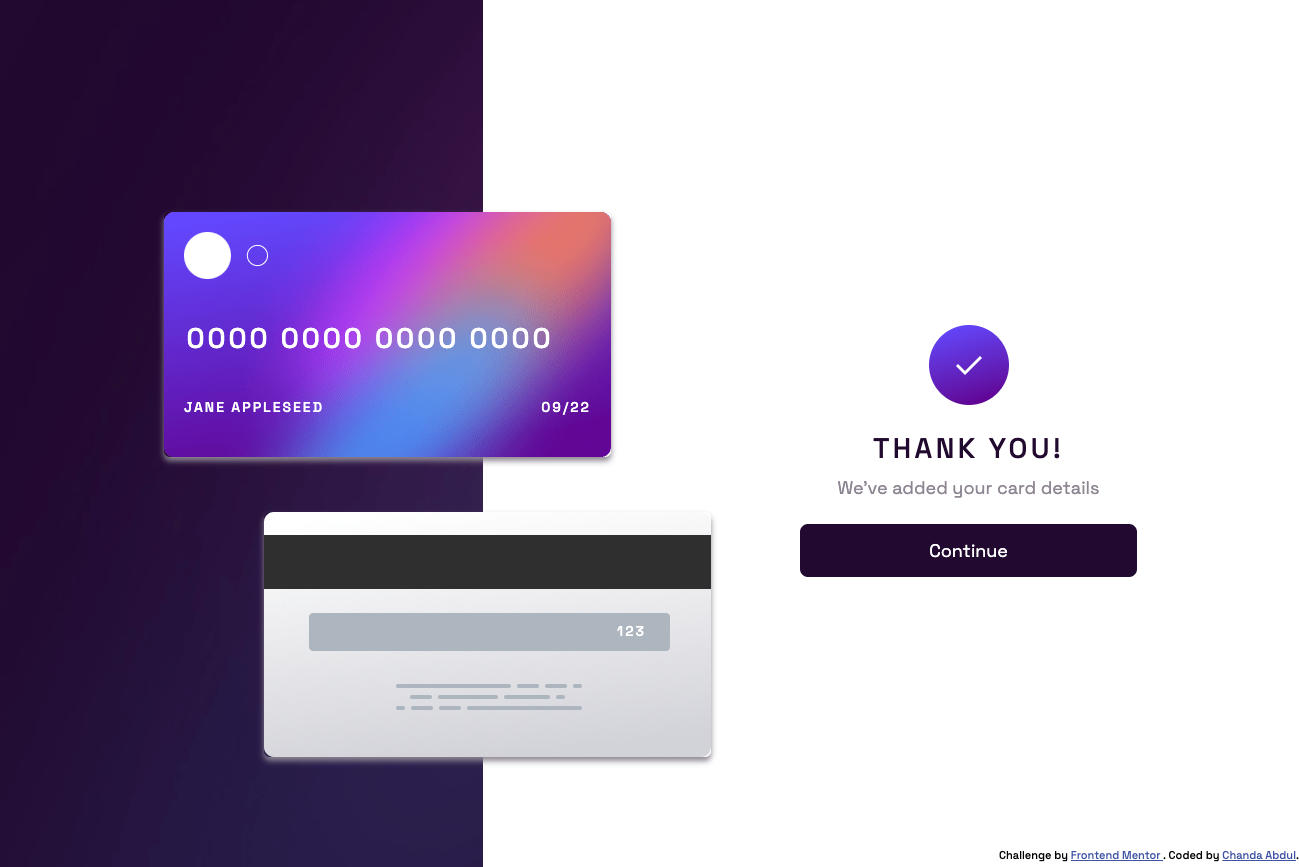 0000 0000 0000 0000
JANE APPLESEED 09/22
123
THANK YOU!
We've added your card details
Continue
Challenge by Frontend Mentor . Coded by Chanda Abdul.